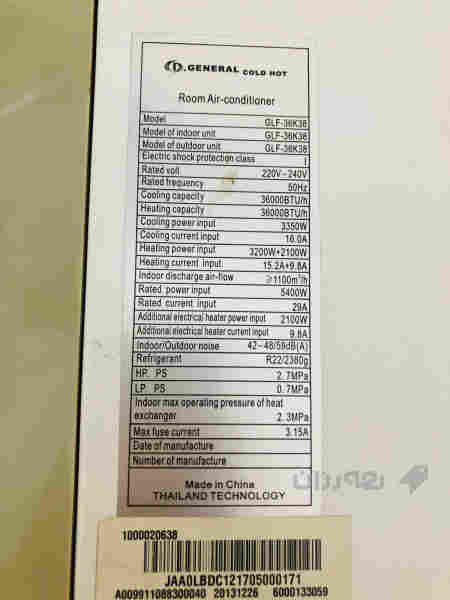 D.GENERAL COLD HOT
Room Air-conditioner
Model GLF-36K38
Model of indoor unit GLF-36K38
Model of outdoor unit GLF-36K38
Electric shock protection class I
Rated volt 220V-240V
Rated frequency 50Hz
Cooling capacity 36000BTU/h
Heating capacity 36000BTU/h
Cooling power input 3350W
Cooling current input 16.0A
Heating power input 3200W+2100W
Heating current input 15.2A+9.8A
Indoor discharge air-flow ≥1100m³/h
Rated power input 5400W
Rated current input 29A
Additional electrical heater power input 2100W
Additional electrical heater current input 9.8A
Indoor/Outdoor noise 42-48/59dB(A)
Refrigerant R22/2380g
HP. PS 2.7MPa
LP. PS 0.7MPa
Indoor max operating pressure of heat
exchanger 2.3MPa
Max fuse current 3.15A
Date of manufacture
Number of manufacture
Made in China
THAILAND TECHNOLOGY
1000020638
JAA0LBDC121705000171
A009911088300040 20131226 6000133059